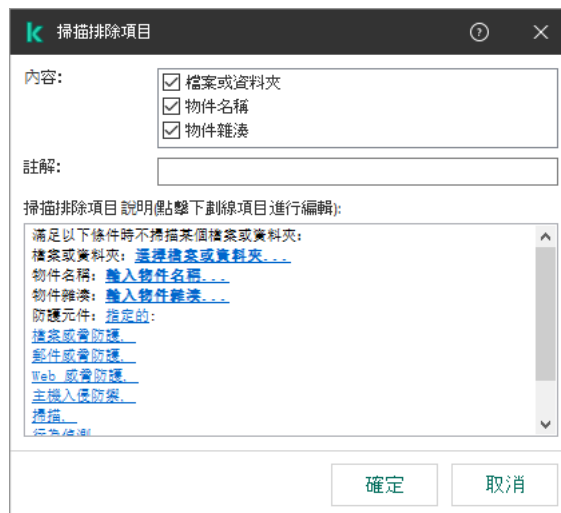 掃描排除項目
內容:
檔案或資料夾
物件名稱
物件雜湊
註解:
掃描排除項目 說明(點擊下劃線項目進行編輯):
滿足以下條件時不掃描某個檔案或資料夾:
檔案或資料夾: 選擇檔案或資料夾...
物件名稱: 輸入物件名稱...
物件雜湊: 輸入物件雜湊...
防護元件: 指定的:
檔案威脅防護,
郵件威脅防護,
Web 威脅防護,
主機入侵防禦,
掃描,
行為偵測
確定
取消